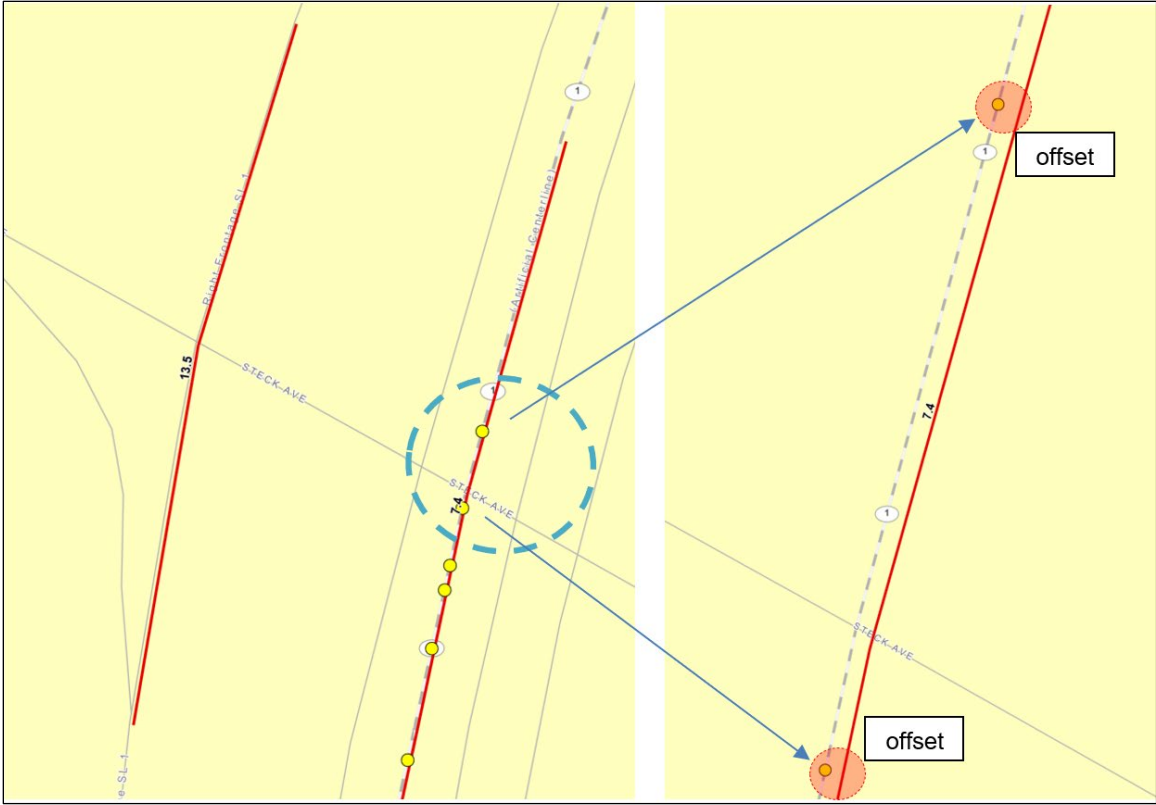 1
Right Frontage SL 1
(Artificial Centerline)
13.5
STECK AVE
1
STECK AVE
7.4
e SL 1
offset
1
7.4
1
STECK AVE
offset